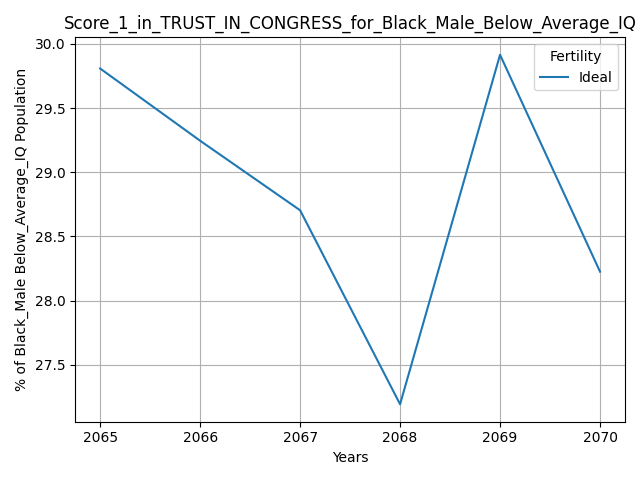 Score_1_in_TRUST_IN_CONGRESS_for_Black_Male_Below_Average_IQ
% of Black_Male Below_Average_IQ Population
30.0
29.5
29.0
28.5
28.0
27.5
Fertility
Ideal
2065 2066 2067 2068 2069 2070
Years